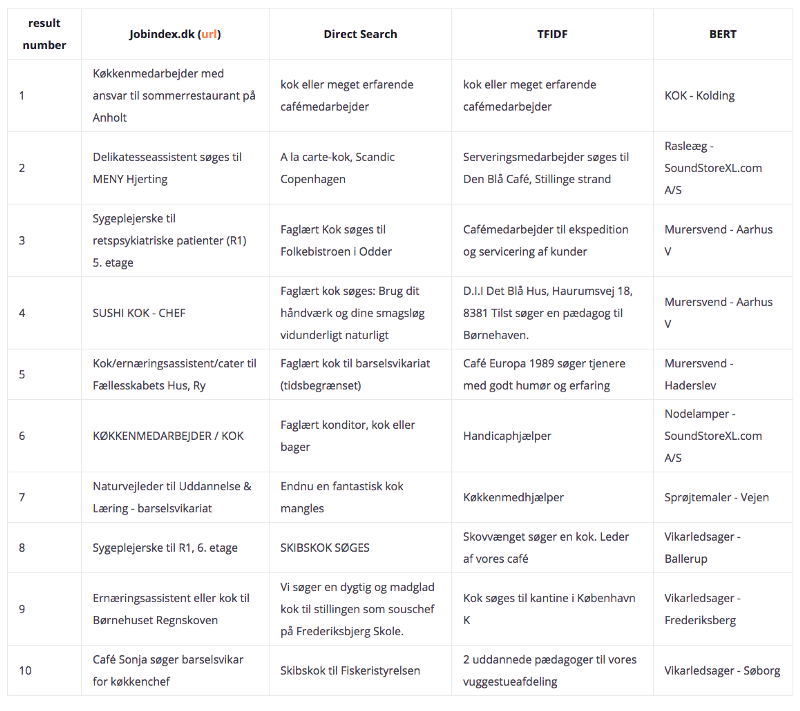 result number
Jobindex.dk (url)
Direct Search
TFIDF
BERT
1
Køkkenmedarbejder med
ansvar til sommerrestaurant på
Anholt
kok eller meget erfarende
cafémedarbejder
kok eller meget erfarende
cafémedarbejder
KOK - Kolding
2
Delikatesseassistent søges til
MENY Hjerting
A la carte-kok, Scandic
Copenhagen
Serveringsmedarbejder søges til
Den Blå Café, Stillinge strand
Rasleæg -
SoundStoreXL.com
A/S
3
Sygeplejerske til
retspsykiatriske patienter (R1)
5. etage
Faglært Kok søges til
Folkebistroen i Odder
Cafémedarbejder til ekspedition
og servicering af kunder
Murersvend - Aarhus
V
4
SUSHI KOK - CHEF
Faglært kok søges: Brug dit
håndværk og dine smagsløg
vidunderligt naturligt
D.I.I Det Blå Hus, Haurumsvej 18,
8381 Tilst søger en pædagog til
Børnehaven.
Murersvend - Aarhus
V
5
Kok/ernæringsassistent/cater til
Fællesskabets Hus, Ry
Faglært kok til barselsvikariat
(tidsbegrænset)
Café Europa 1989 søger tjenere
med godt humør og erfaring
Murersvend -
Haderslev
6
KØKKENMEDARBEJDER / KOK
Faglært konditor, kok eller
bager
Handicaphjælper
Nodelamper -
SoundStoreXL.com
A/S
7
Naturvejleder til Uddannelse &
Læring - barselsvikariat
Endnu en fantastisk kok
mangles
Køkkenmedhjælper
Sprøjtemaler - Vejen
8
Sygeplejerske til R1, 6. etage
SKIBSKOK SØGES
Skovvænget søger en kok. Leder
af vores café
Vikarledsager -
Ballerup
9
Ernæringsassistent eller kok til
Børnehuset Regnskoven
Vi søger en dygtig og madglad
kok til stillingen som souschef
på Frederiksbjerg Skole.
Kok søges til kantine i København
K
Vikarledsager -
Frederiksberg
10
Café Sonja søger barselsvikar
for køkkenchef
Skibskok til Fiskeristyrelsen
2 uddannede pædagoger til vores
vuggestueafdeling
Vikarledsager - Søborg